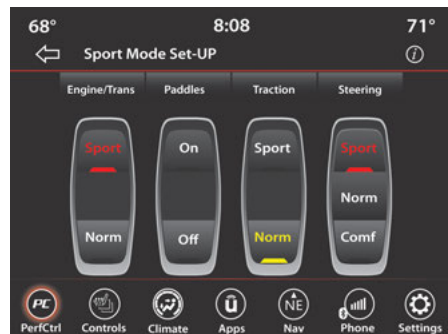 68° 8:08 71°
Sport Mode Set-UP i
Engine/Trans Paddles Traction Steering
Sport On Sport Sport
Norm
Norm Off Norm Comf
PC û NE
PerfCtrl Controls Climate Apps Nav Phone Settings